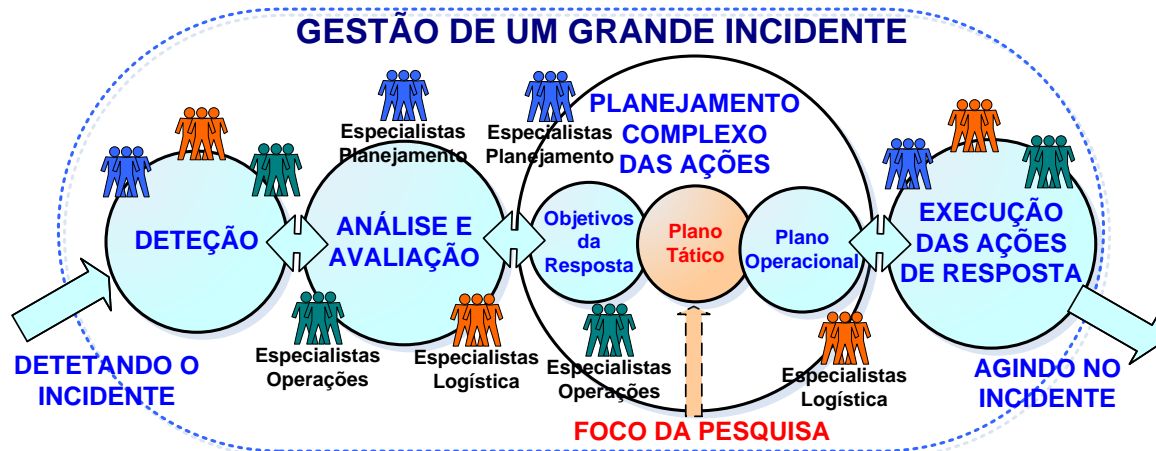 GESTÃO DE UM GRANDE INCIDENTE
Especialistas
Planejamento
Especialistas
Planejamento
PLANEJAMENTO
COMPLEXO
DAS AÇÕES
DETEÇÃO
ANÁLISE E
AVALIAÇÃO
Objetivos
da
Resposta
Plano
Tático
Plano
Operacional
EXECUÇÃO
DAS AÇÕES
DE RESPOSTA
DETETANDO O
INCIDENTE
Especialistas
Operações
Especialistas
Logística
Especialistas
Operações
Especialistas
Logística
AGINDO NO
INCIDENTE
FOCO DA PESQUISA